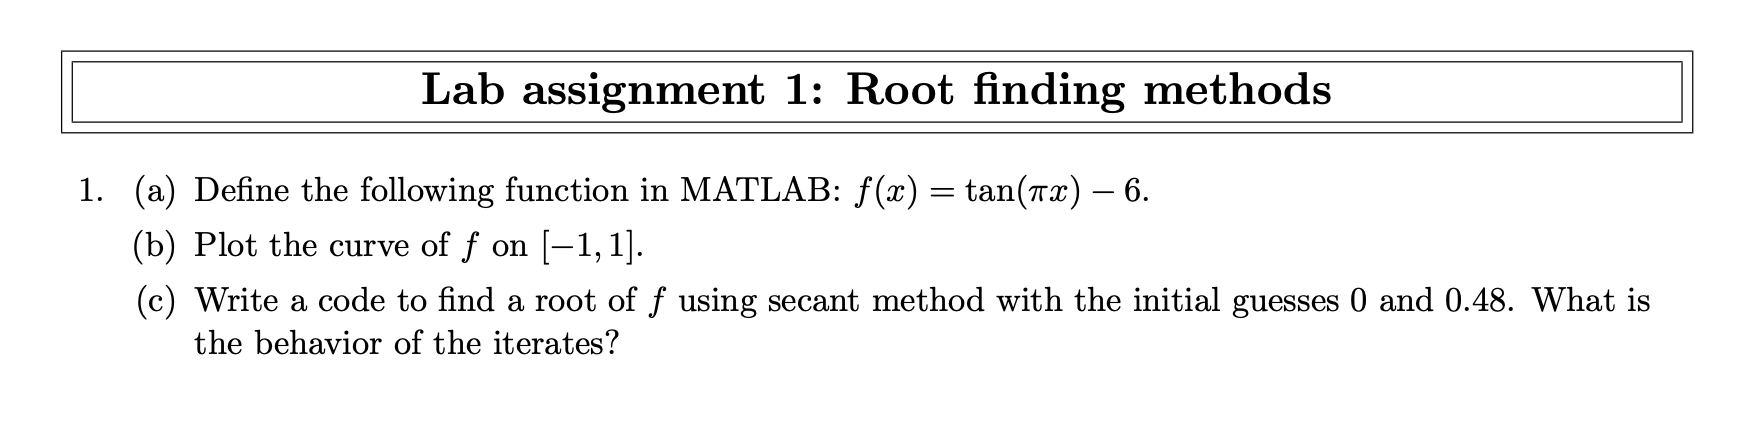 Lab assignment 1: Root finding methods
1. (a) Define the following function in MATLAB: f(x) = tan(πx) − 6.
(b) Plot the curve of f on [−1, 1].
(c) Write a code to find a root of f using secant method with the initial guesses 0 and 0.48. What is
the behavior of the iterates?